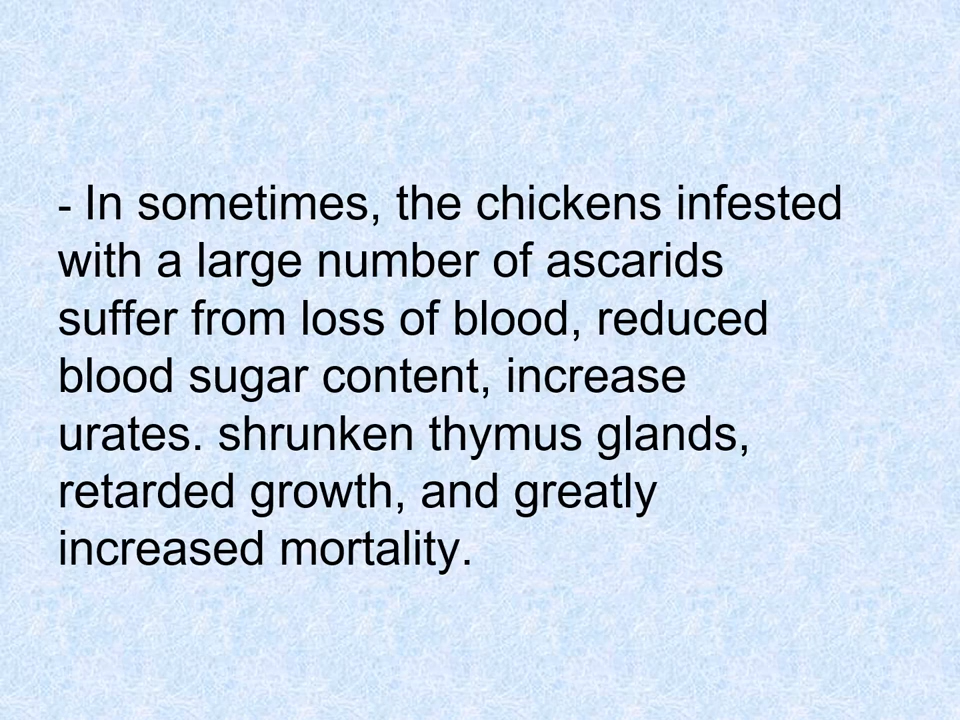 - In sometimes, the chickens infested
with a large number of ascarids
suffer from loss of blood, reduced
blood sugar content, increase
urates. shrunken thymus glands,
retarded growth, and greatly
increased mortality.